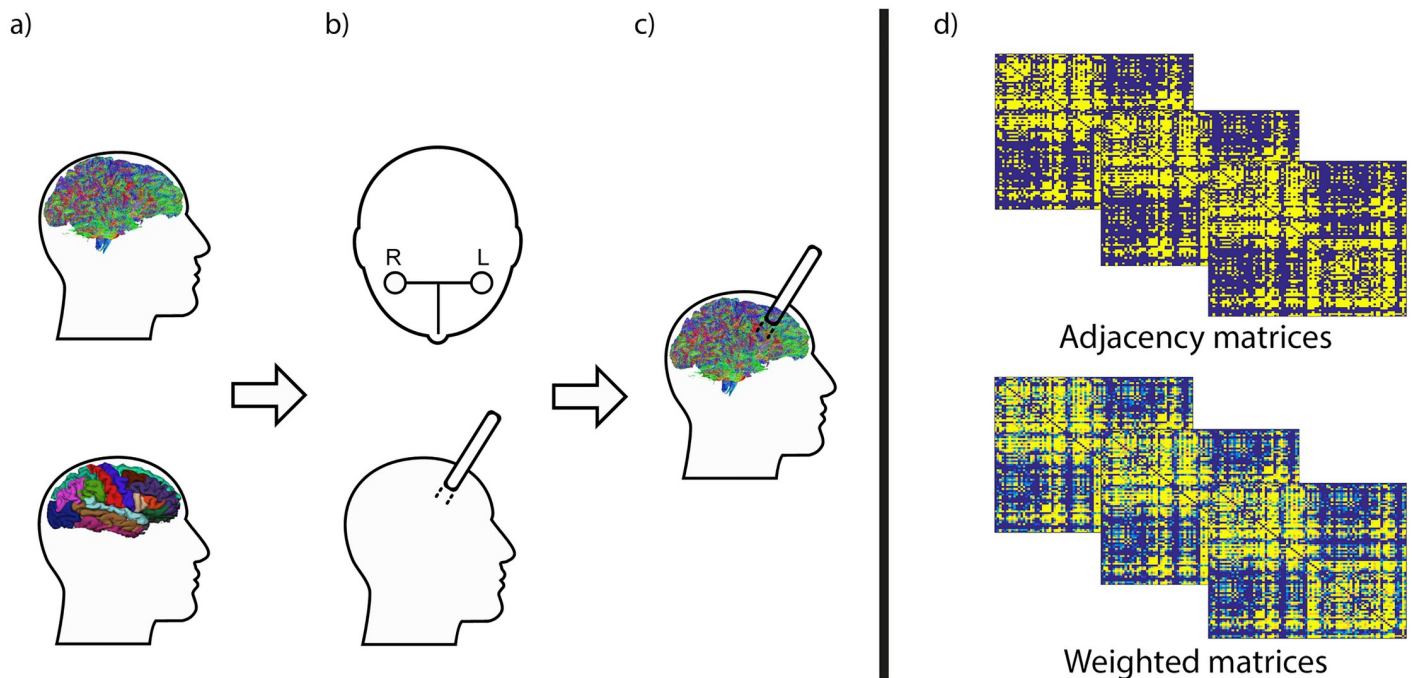 a)
b)
c)
d)
R
L
Adjacency matrices
Weighted matrices